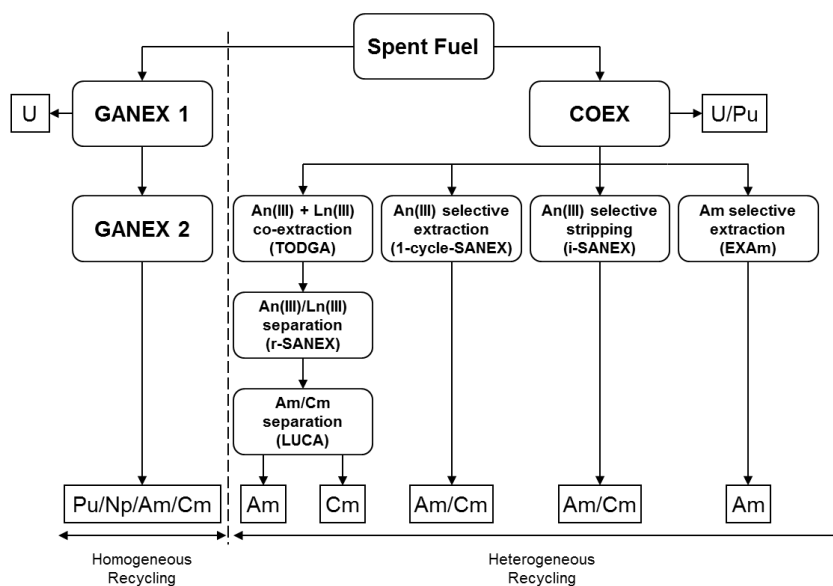 Spent Fuel
U
GANEX 1
COEX
U/Pu
GANEX 2
An(III) + Ln(III)
co-extraction
(TODGA)
An(III) selective
extraction
(1-cycle-SANEX)
An(III) selective
stripping
(i-SANEX)
Am selective
extraction
(EXAm)
An(III)/Ln(III)
separation
(r-SANEX)
Am/Cm
separation
(LUCA)
Pu/Np/Am/Cm
Am
Cm
Am/Cm
Am/Cm
Am
Homogeneous
Recycling
Heterogeneous
Recycling